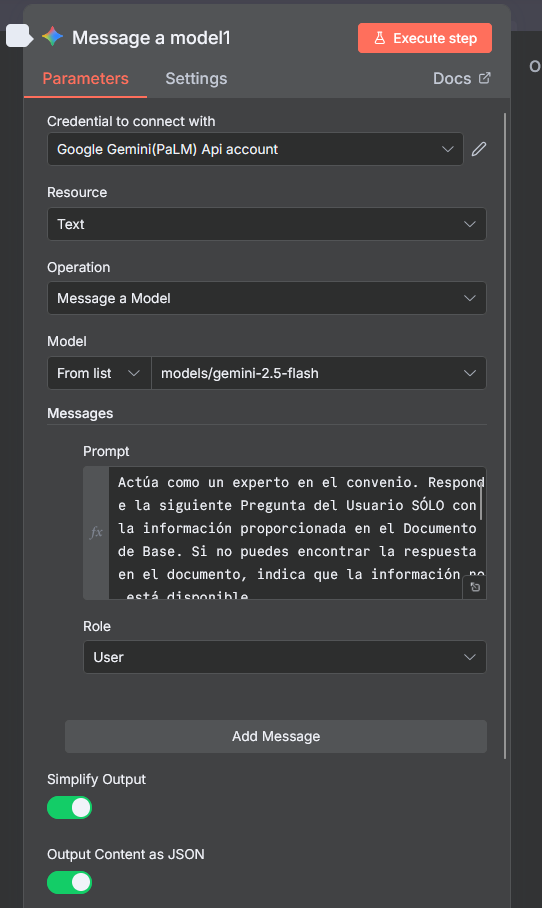 Message a model1
Execute step
Parameters
Settings
Docs
Credential to connect with
Google Gemini(PaLM) Api account
Resource
Text
Operation
Message a Model
Model
From list
models/gemini-2.5-flash
Messages
Prompt
Actúa como un experto en el convenio. Respond
e la siguiente Pregunta del Usuario SÓLO con
la información proporcionada en el Documento
de Base. Si no puedes encontrar la respuesta
en el documento, indica que la información no
está disponible
fx
Role
User
Add Message
Simplify Output
Output Content as JSON